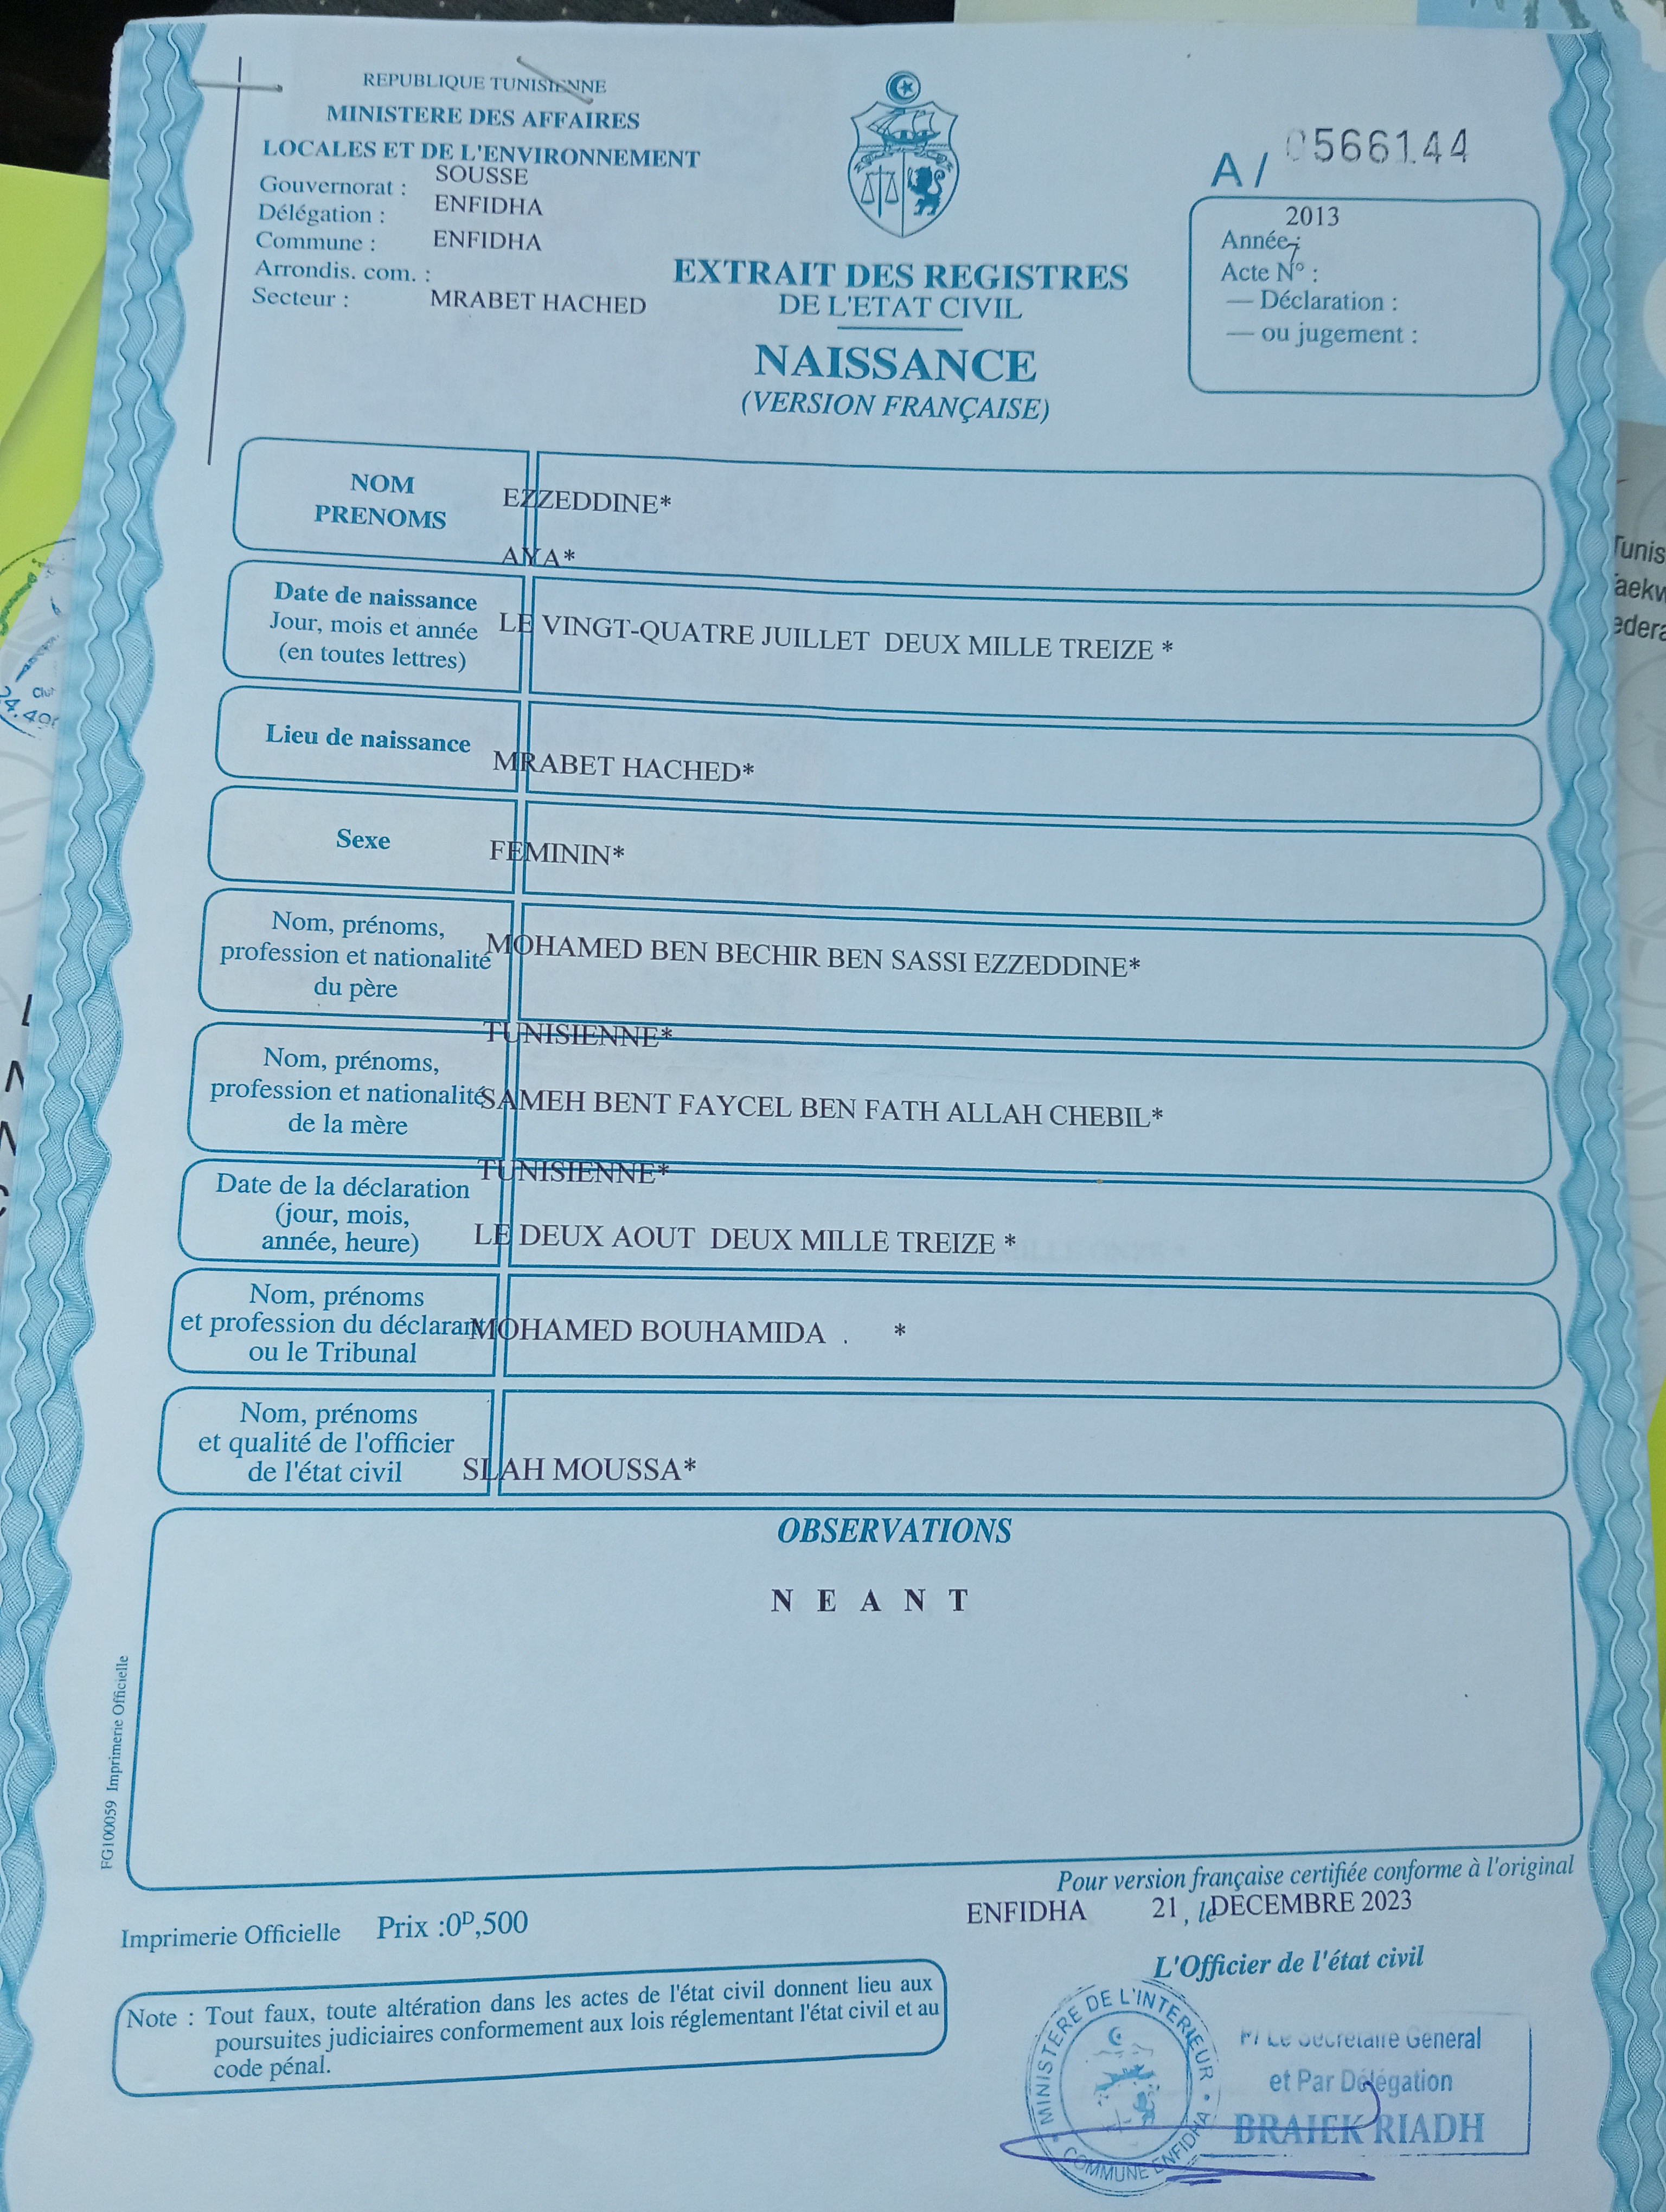 REPUBLIQUE TUNISIENNE
MINISTERE DES AFFAIRES
LOCALES ET DE L'ENVIRONNEMENT
Gouvernorat : SOUSSE
Délégation : ENFIDHA
Commune : ENFIDHA
Arrondis. com. :
Secteur : MRABET HACHED
EXTRAIT DES REGISTRES
DE L'ETAT CIVIL
NAISSANCE
(VERSION FRANÇAISE)
A / 0566144
2013
Année :
7
Acte N° :
— Déclaration :
— ou jugement :
NOM
PRENOMS
EZZEDDINE*
AYA*
Date de naissance
Jour, mois et année
(en toutes lettres)
LE VINGT-QUATRE JUILLET DEUX MILLE TREIZE *
Lieu de naissance
MRABET HACHED*
Sexe
FEMININ*
Nom, prénoms,
profession et nationalité
du père
MOHAMED BEN BECHIR BEN SASSI EZZEDDINE*
TUNISIENNE*
Nom, prénoms,
profession et nationalité
de la mère
SAMEH BENT FAYCEL BEN FATH ALLAH CHEBIL*
TUNISIENNE*
Date de la déclaration
(jour, mois,
année, heure)
LE DEUX AOUT DEUX MILLE TREIZE *
Nom, prénoms
et profession du déclarant
ou le Tribunal
MOHAMED BOUHAMIDA . *
Nom, prénoms
et qualité de l'officier
de l'état civil
SLAH MOUSSA*
OBSERVATIONS
N E A N T
FG100059 Imprimerie Officielle
Pour version française certifiée conforme à l'original
ENFIDHA 21 , le DECEMBRE 2023
Imprimerie Officielle Prix :0ᴰ,500
L'Officier de l'état civil
Note : Tout faux, toute altération dans les actes de l'état civil donnent lieu aux
poursuites judiciaires conformement aux lois réglementant l'état civil et au
code pénal.
MINISTERE DE L'INTERIEUR
COMMUNE ENFIDHA
P/ Le Secrétaire Général
et Par Délégation
BRAIEK RIADH